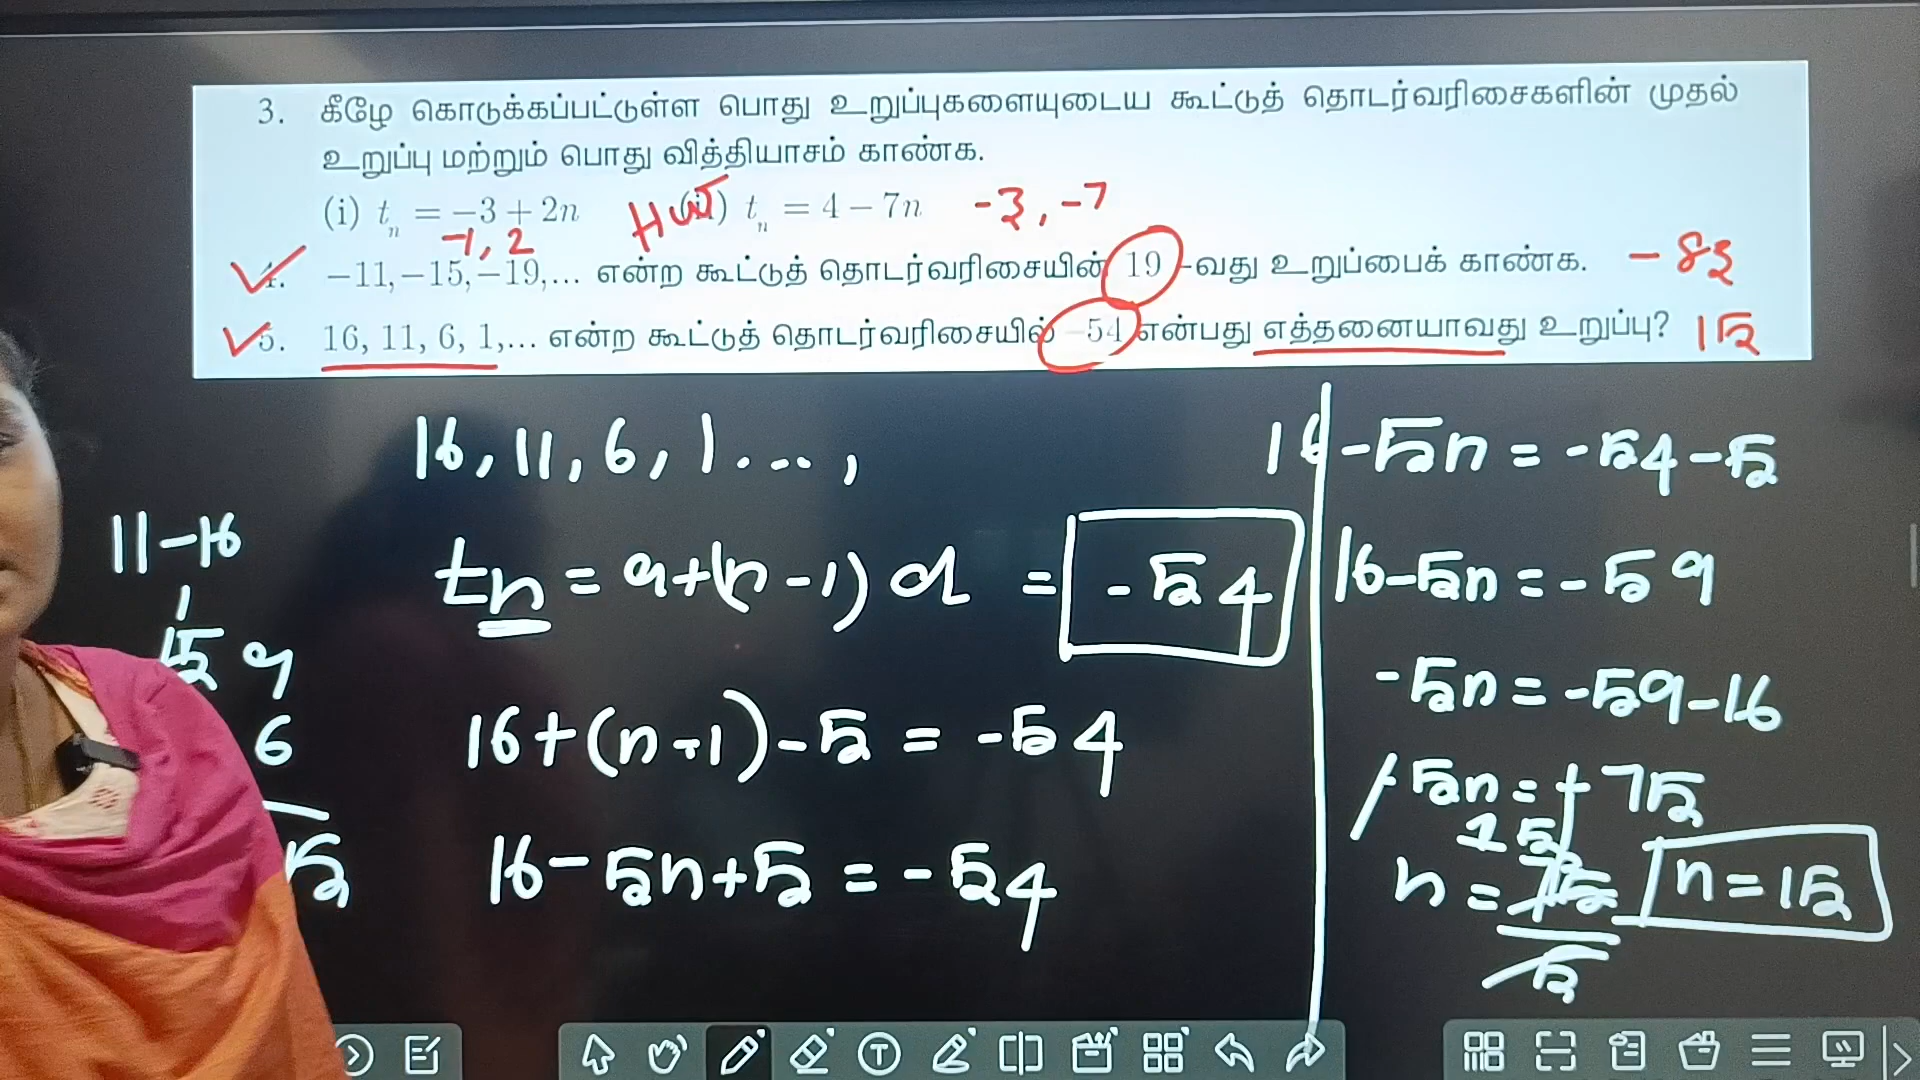 3. கீழே கொடுக்கப்பட்டுள்ள பொது உறுப்புகளையுடைய கூட்டுத் தொடர்வரிசைகளின் முதல்
உறுப்பு மற்றும் பொது வித்தியாசம் காண்க.
(i) tₙ = −3 + 2n HW (ii) tₙ = 4 − 7n -3, -7
-1, 2
4. −11, −15, −19,... என்ற கூட்டுத் தொடர்வரிசையின் 19 -வது உறுப்பைக் காண்க. -83
5. 16, 11, 6, 1,... என்ற கூட்டுத் தொடர்வரிசையில் −54 என்பது எத்தனையாவது உறுப்பு? 15
16, 11, 6, 1 ... ,
11-16
tn = a+(n-1) d = -54
16+(n-1)-5 = -54
16-5n+5 = -54
16-5n = -54-5
16-5n = -59
-5n = -59-16
-5n = + 75
n = 75
5
n = 15